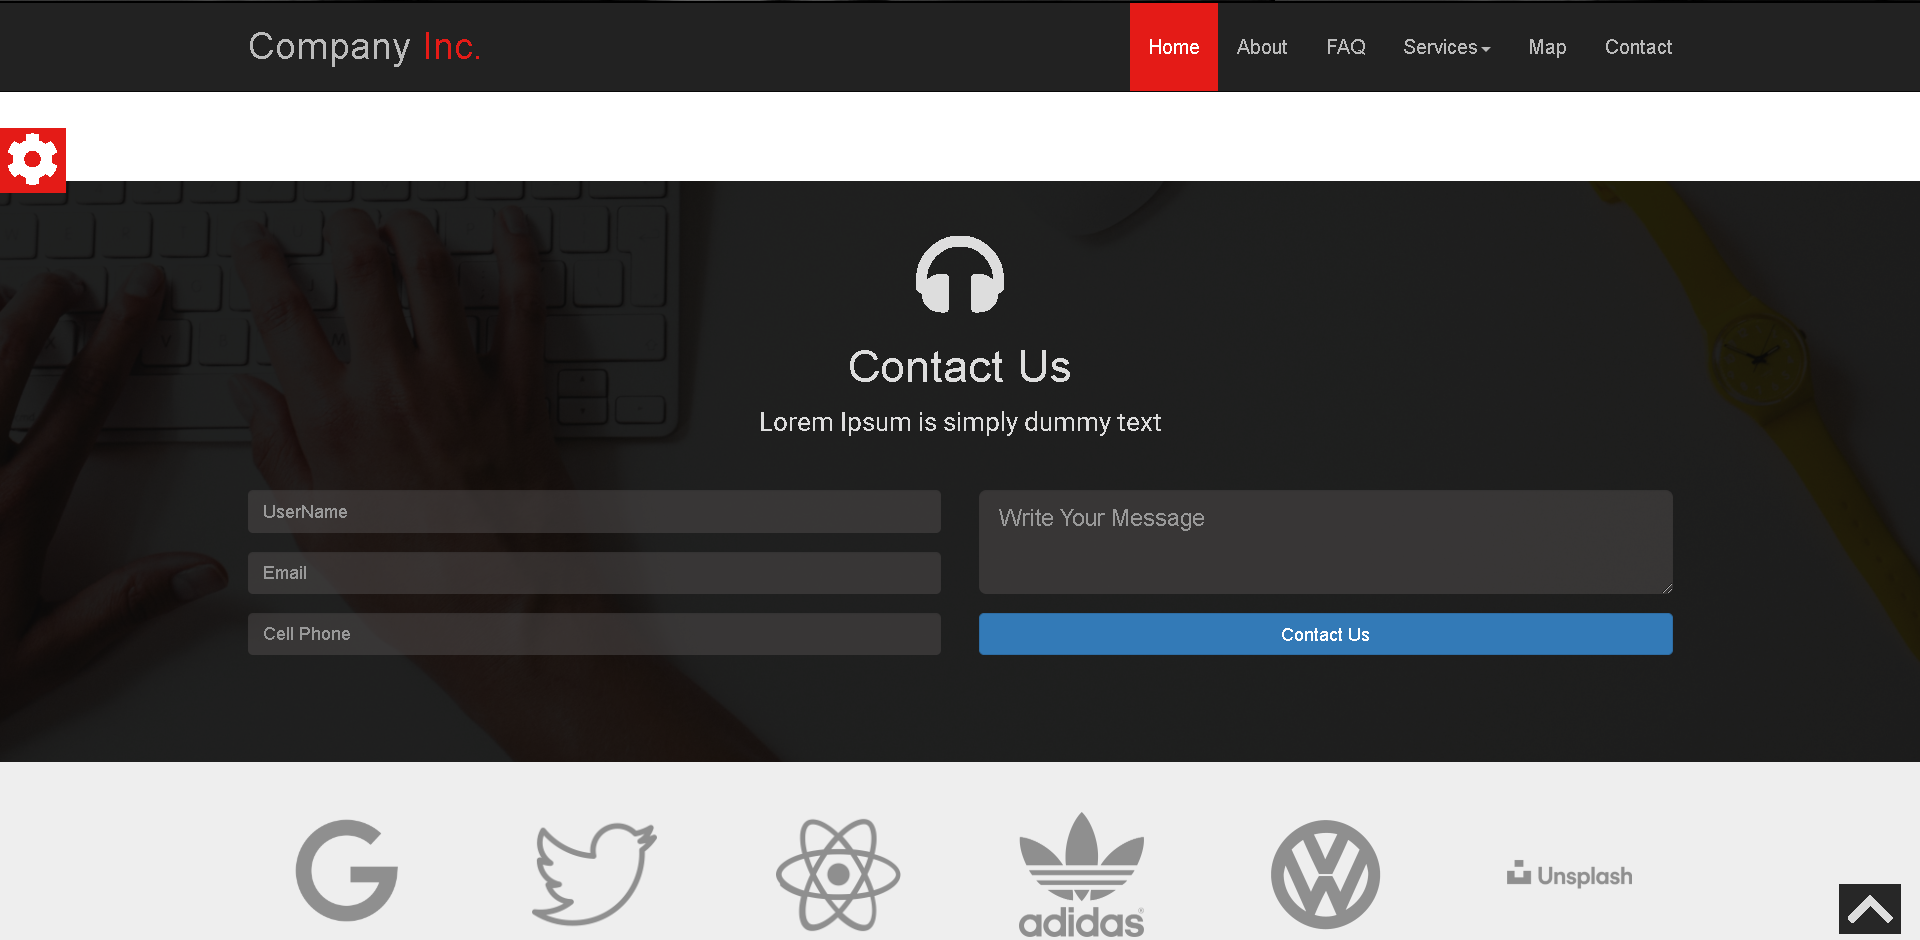 Company Inc.
Home About FAQ Services Map Contact
Contact Us
Lorem Ipsum is simply dummy text
UserName
Email
Cell Phone
Write Your Message
Contact Us
adidas
Unsplash